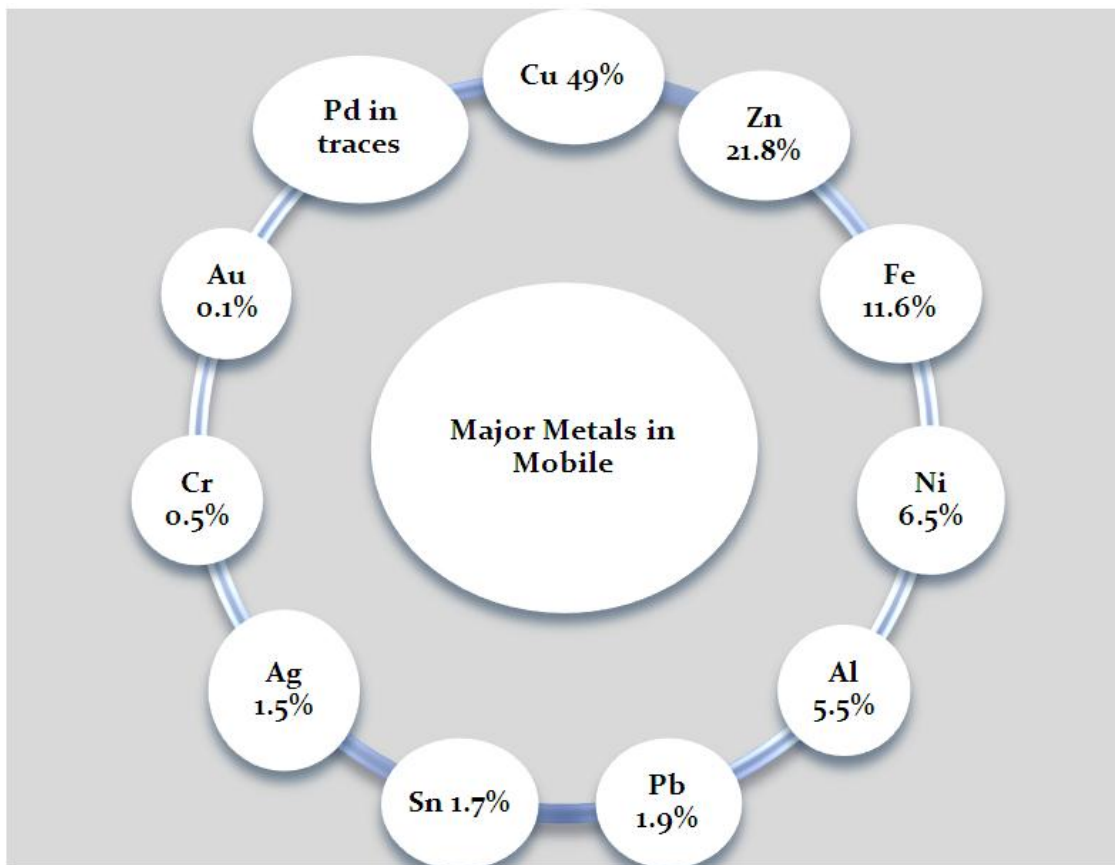 Major Metals in
Mobile
Cu 49%
Zn
21.8%
Fe
11.6%
Ni
6.5%
Al
5.5%
Pb
1.9%
Sn 1.7%
Ag
1.5%
Cr
0.5%
Au
0.1%
Pd in
traces